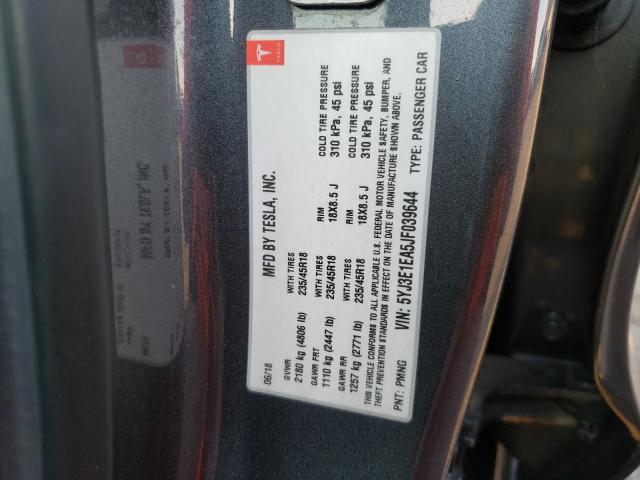 TESLA
MFD BY TESLA, INC.
06/18
GVWR WITH TIRES RIM COLD TIRE PRESSURE
2180 kg (4806 lb) 235/45R18 18X8.5 J 310 kPa, 45 psi
GAWR FRT WITH TIRES RIM COLD TIRE PRESSURE
1110 kg (2447 lb) 235/45R18 18X8.5 J 310 kPa, 45 psi
GAWR RR WITH TIRES
1257 kg (2771 lb) 235/45R18
THIS VEHICLE CONFORMS TO ALL APPLICABLE U.S. FEDERAL MOTOR VEHICLE SAFETY, BUMPER, AND
THEFT PREVENTION STANDARDS IN EFFECT ON THE DATE OF MANUFACTURE SHOWN ABOVE.
PNT: PMNG VIN: 5YJ3E1EA5JF039644 TYPE: PASSENGER CAR